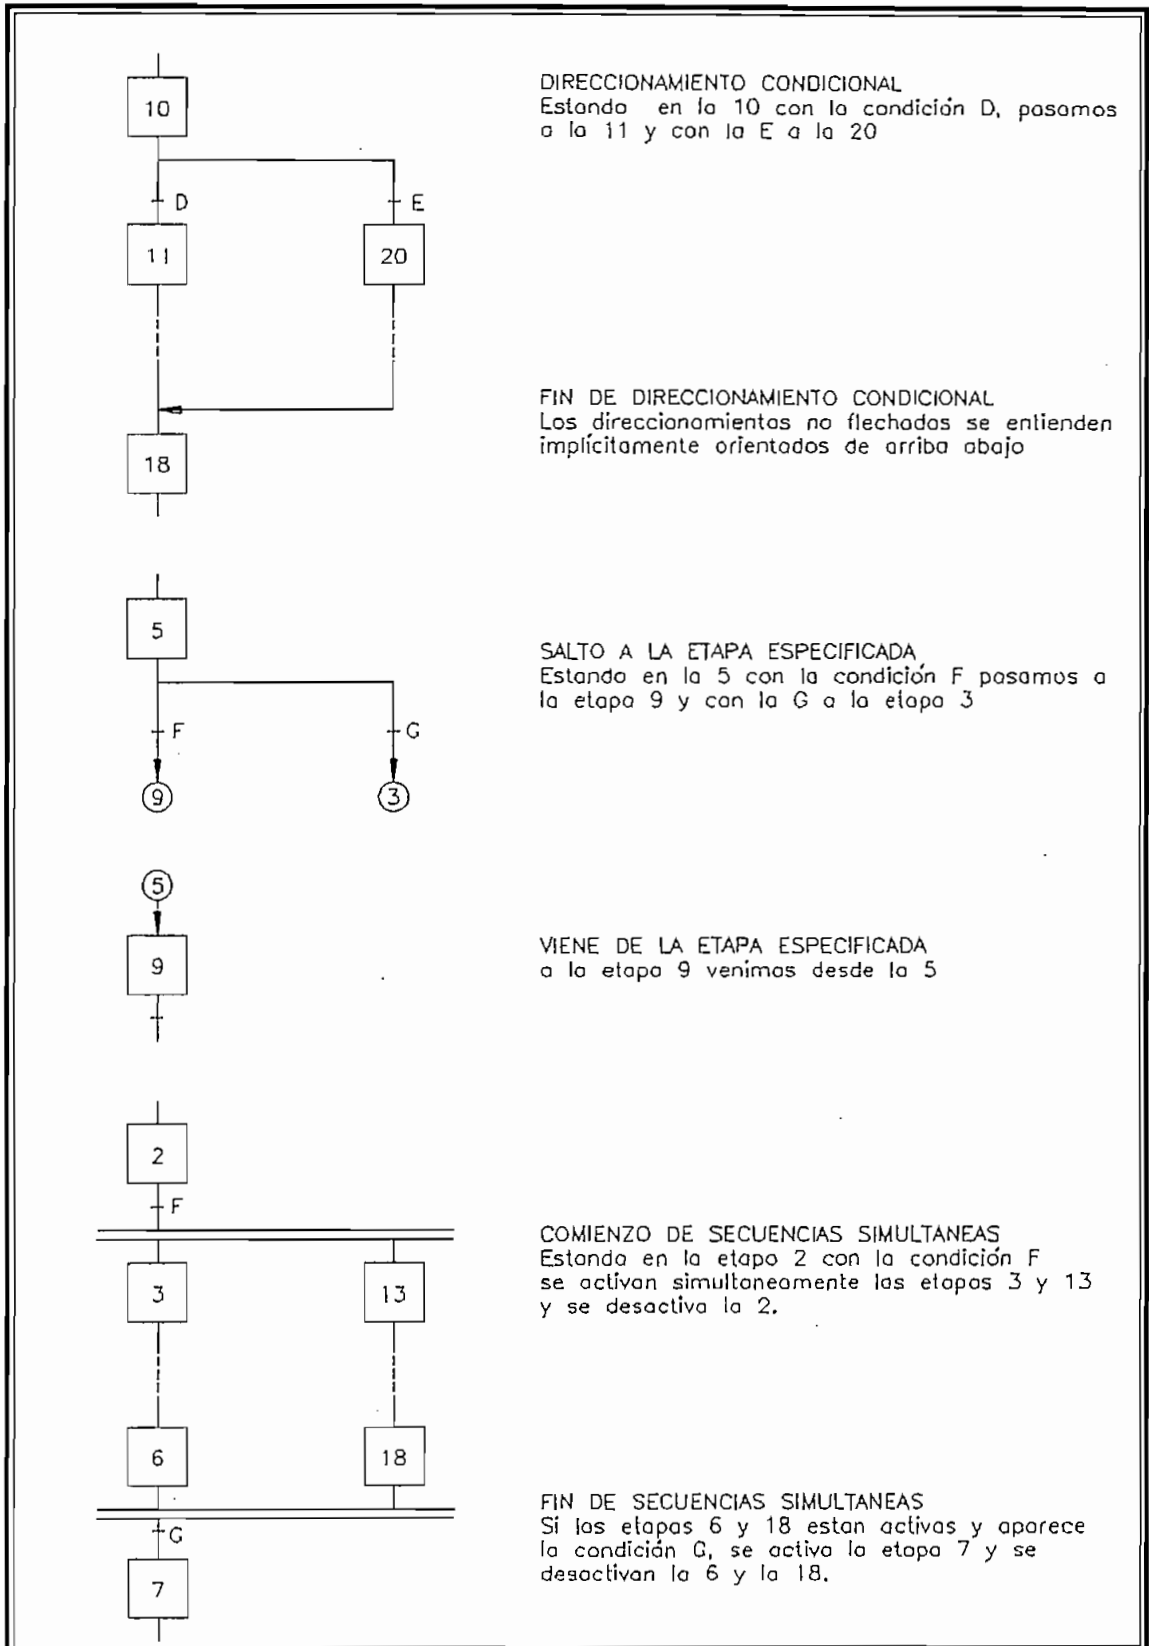 10
DIRECCIONAMIENTO CONDICIONAL
Estando en la 10 con la condición D, pasamos
a la 11 y con la E a la 20
D
E
11
20
FIN DE DIRECCIONAMIENTO CONDICIONAL
Los direccionamientos no flechados se entienden
implícitamente orientados de arriba abajo
18
5
SALTO A LA ETAPA ESPECIFICADA
Estando en la 5 con la condición F pasamos a
la etapa 9 y con la G a la etapa 3
F
G
9
3
5
9
VIENE DE LA ETAPA ESPECIFICADA
a la etapa 9 venimos desde la 5
2
F
COMIENZO DE SECUENCIAS SIMULTANEAS
Estando en la etapa 2 con la condición F
se activan simultaneamente las etapas 3 y 13
y se desactiva la 2.
3
13
6
18
FIN DE SECUENCIAS SIMULTANEAS
Si las etapas 6 y 18 estan activas y aparece
la condición G, se activa la etapa 7 y se
desactivan la 6 y la 18.
G
7